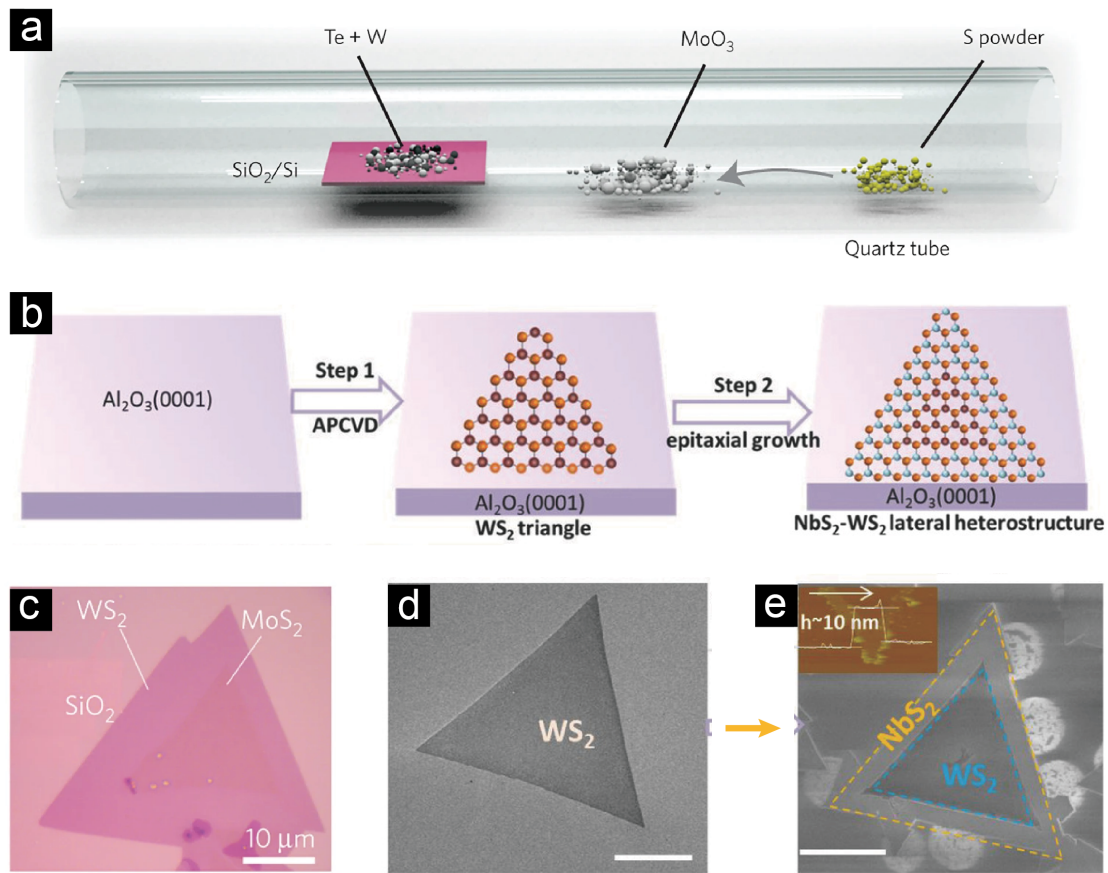 a
Te + W
MoO₃
S powder
SiO₂/Si
Quartz tube
b
Al₂O₃(0001)
Step 1
APCVD
Al₂O₃(0001)
WS₂ triangle
Step 2
epitaxial growth
Al₂O₃(0001)
NbS₂-WS₂ lateral heterostructure
c
WS₂
MoS₂
SiO₂
10 μm
d
WS₂
e
h~10 nm
NbS₂
WS₂